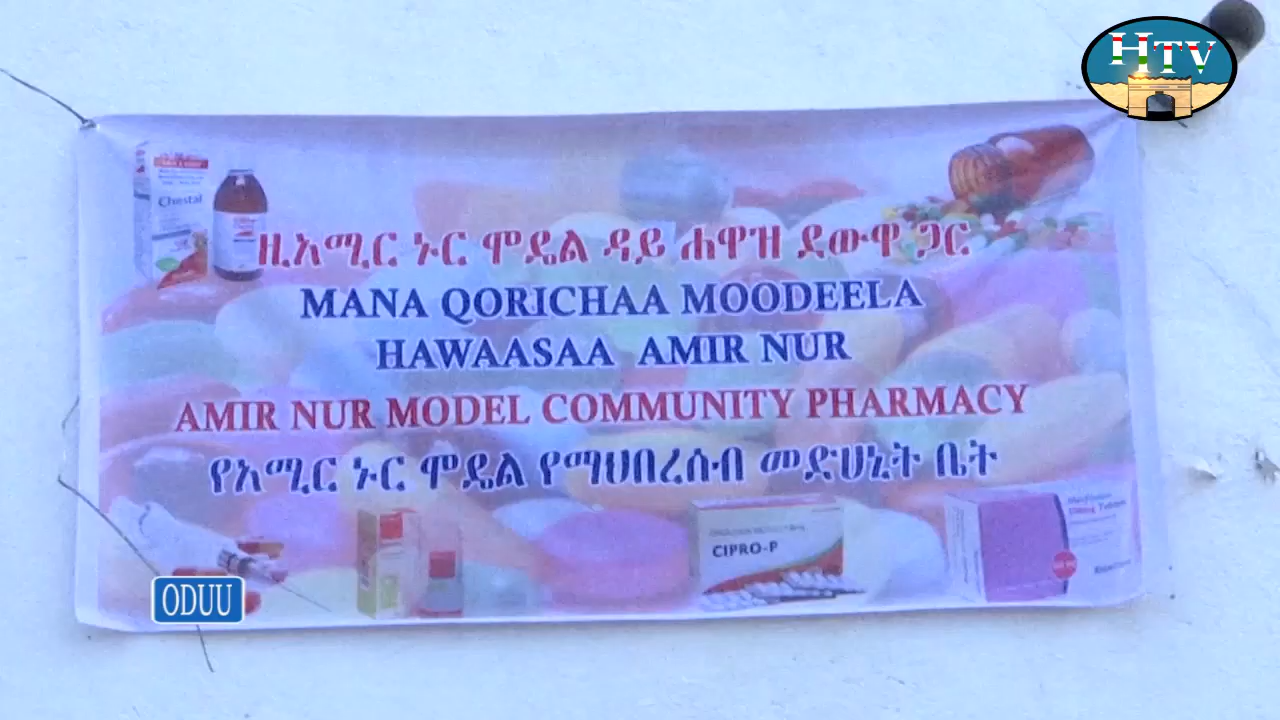 HTV
Chestal
ዚአሚር ኑር ሞዴል ዳይ ሐዋዝ ደውዋ ጋር
MANA QORICHAA MOODEELA
HAWAASAA AMIR NUR
AMIR NUR MODEL COMMUNITY PHARMACY
የአሚር ኑር ሞዴል የማህበረሰብ መድሀኒት ቤት
CIPRO-P
ODUU